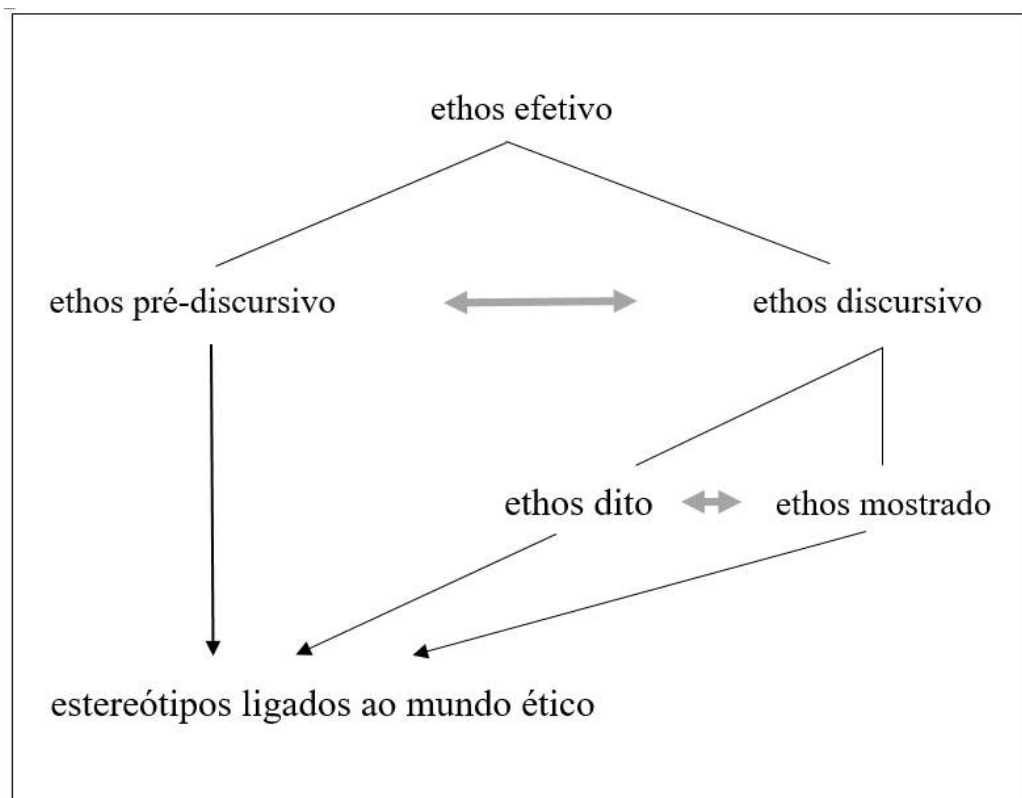 ethos efetivo
ethos pré-discursivo
ethos discursivo
ethos dito
ethos mostrado
estereótipos ligados ao mundo ético